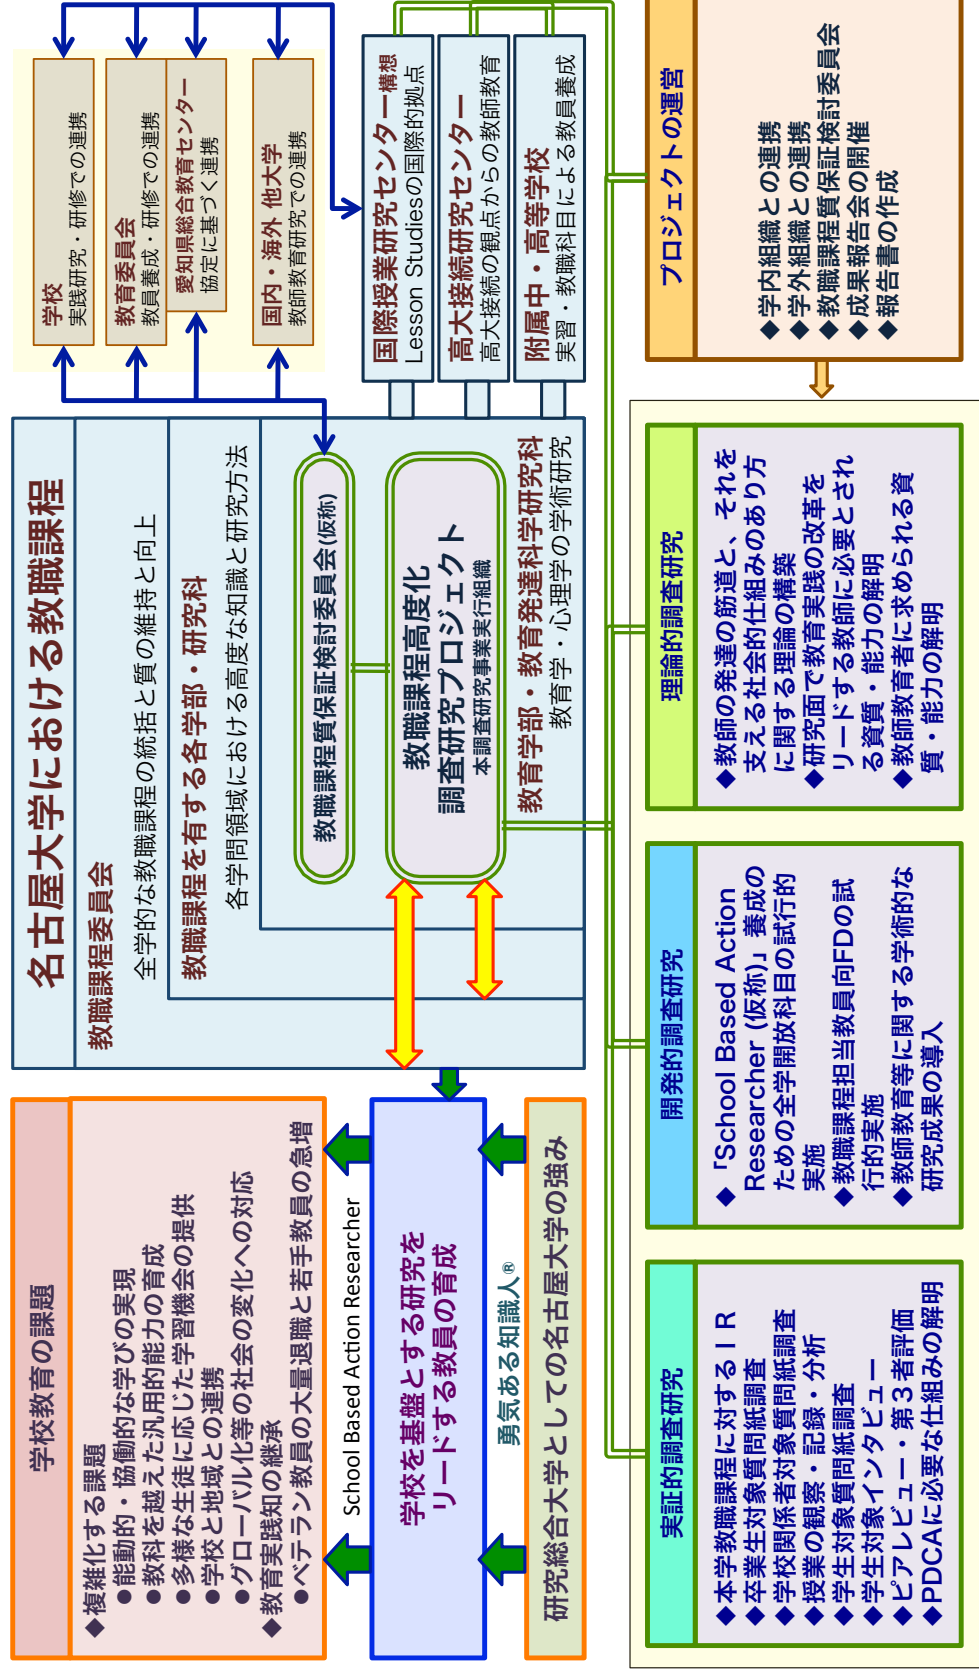 学校教育の課題
◆複雑化する課題
●能動的・協働的な学びの実現
●教科を越えた汎用的能力の育成
●多様な生徒に応じた学習機会の提供
●学校と地域との連携
●グローバル化等の社会の変化への対応
◆教育実践知の継承
●ベテラン教員の大量退職と若手教員の急増
School Based Action Researcher
学校を基盤とする研究を
リードする教員の育成
勇気ある知識人®
研究総合大学としての名古屋大学の強み
名古屋大学における教職課程
教職課程委員会
全学的な教職課程の統括と質の維持と向上
教職課程を有する各学部・研究科
各学問領域における高度な知識と研究方法
教職課程質保証検討委員会(仮称)
教職課程高度化
調査研究プロジェクト
本調査研究事業実行組織
教育学部・教育発達科学研究科
教育学・心理学の学術研究
学校
実践研究・研修での連携
教育委員会
教員養成・研修での連携
愛知県総合教育センター
協定に基づく連携
国内・海外 他大学
教師教育研究での連携
国際授業研究センター構想
Lesson Studiesの国際的拠点
高大接続研究センター
高大接続の観点からの教師教育
附属中・高等学校
実習・教職科目による教員養成
実証的調査研究
◆本学教職課程に対するＩＲ
◆卒業生対象質問紙調査
◆学校関係者対象質問紙調査
◆授業の観察・記録・分析
◆学生対象質問紙調査
◆学生対象インタビュー
◆ピアレビュー・第３者評価
◆PDCAに必要な仕組みの解明
開発的調査研究
◆「School Based Action
Researcher (仮称)」養成の
ための全学開放科目の試行的
実施
◆教職課程担当教員向FDの試
行的実施
◆教師教育等に関する学術的な
研究成果の導入
理論的調査研究
◆教師の発達の筋道と、それを
支える社会的仕組みのあり方
に関する理論の構築
◆研究面で教育実践の改革を
リードする教師に必要とされ
る資質・能力の解明
◆教師教育者に求められる資
質・能力の解明
プロジェクトの運営
◆学内組織との連携
◆学外組織との連携
◆教職課程質保証検討委員会
◆成果報告会の開催
◆報告書の作成